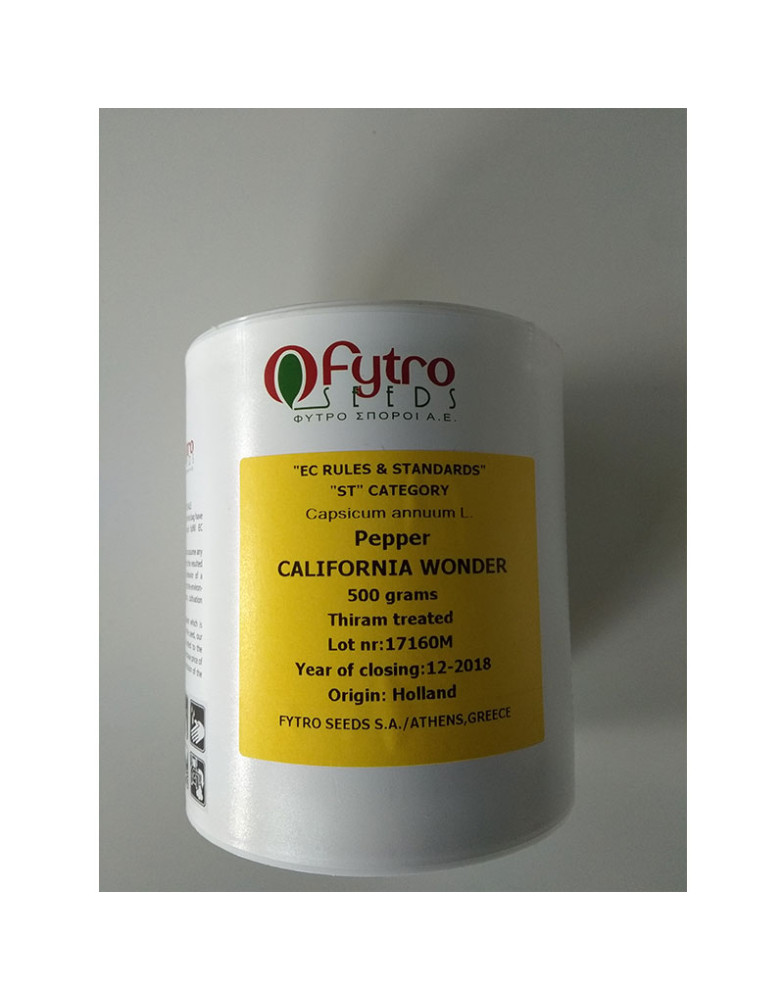 Fytro
SEEDS
ΦΥΤΡΟ ΣΠΟΡΟΙ Α.Ε.
"EC RULES & STANDARDS"
"ST" CATEGORY
Capsicum annuum L.
Pepper
CALIFORNIA WONDER
500 grams
Thiram treated
Lot nr:17160M
Year of closing:12-2018
Origin: Holland
FYTRO SEEDS S.A./ATHENS,GREECE